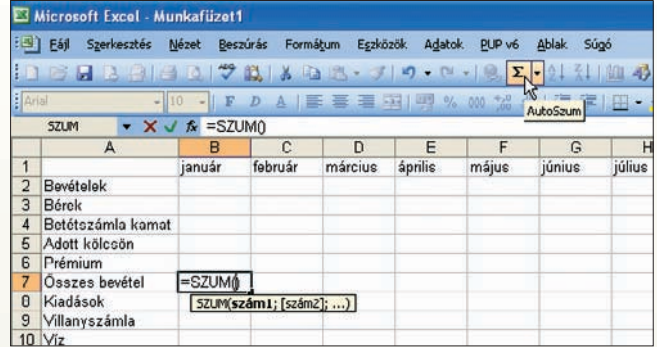 Microsoft Excel - Munkafüzet1
Fájl Szerkesztés Nézet Beszúrás Formátum Eszközök Adatok PUP v6 Ablak Súgó
Arial 10 F D A % 000
AutoSzum
SZUM =SZUM()
A B C D E F G H
1 január február március április május június július
2 Bevételek
3 Bérek
4 Betétszámla kamat
5 Adott kölcsön
6 Prémium
7 Összes bevétel =SZUM()
SZUM(szám1; [szám2]; ...)
8 Kiadások
9 Villanyszámla
10 Víz